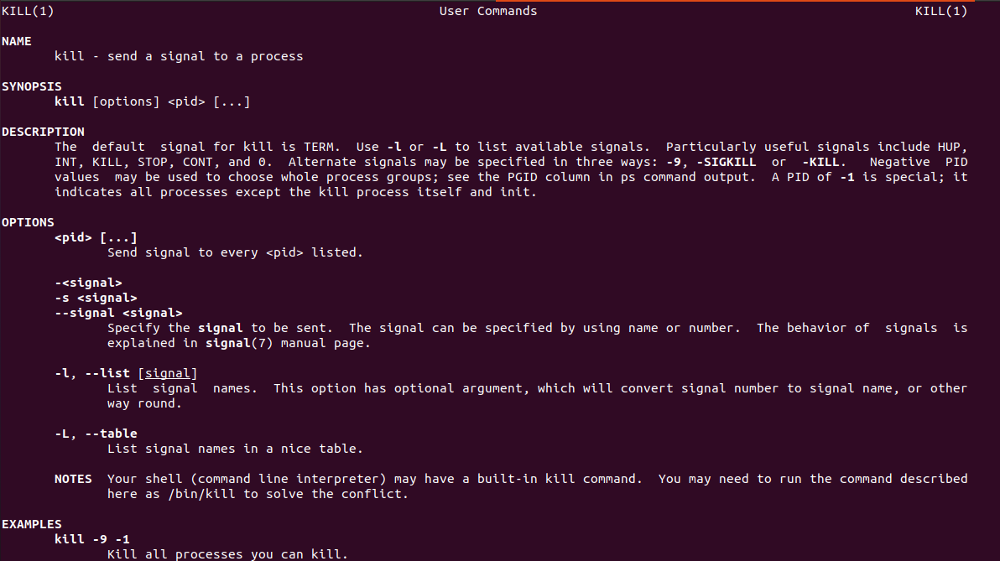 KILL(1) User Commands KILL(1)
NAME
kill - send a signal to a process
SYNOPSIS
kill [options] <pid> [...]
DESCRIPTION
The default signal for kill is TERM. Use -l or -L to list available signals. Particularly useful signals include HUP,
INT, KILL, STOP, CONT, and 0. Alternate signals may be specified in three ways: -9, -SIGKILL or -KILL. Negative PID
values may be used to choose whole process groups; see the PGID column in ps command output. A PID of -1 is special; it
indicates all processes except the kill process itself and init.
OPTIONS
<pid> [...]
Send signal to every <pid> listed.
-<signal>
-s <signal>
--signal <signal>
Specify the signal to be sent. The signal can be specified by using name or number. The behavior of signals is
explained in signal(7) manual page.
-l, --list [signal]
List signal names. This option has optional argument, which will convert signal number to signal name, or other
way round.
-L, --table
List signal names in a nice table.
NOTES Your shell (command line interpreter) may have a built-in kill command. You may need to run the command described
here as /bin/kill to solve the conflict.
EXAMPLES
kill -9 -1
Kill all processes you can kill.